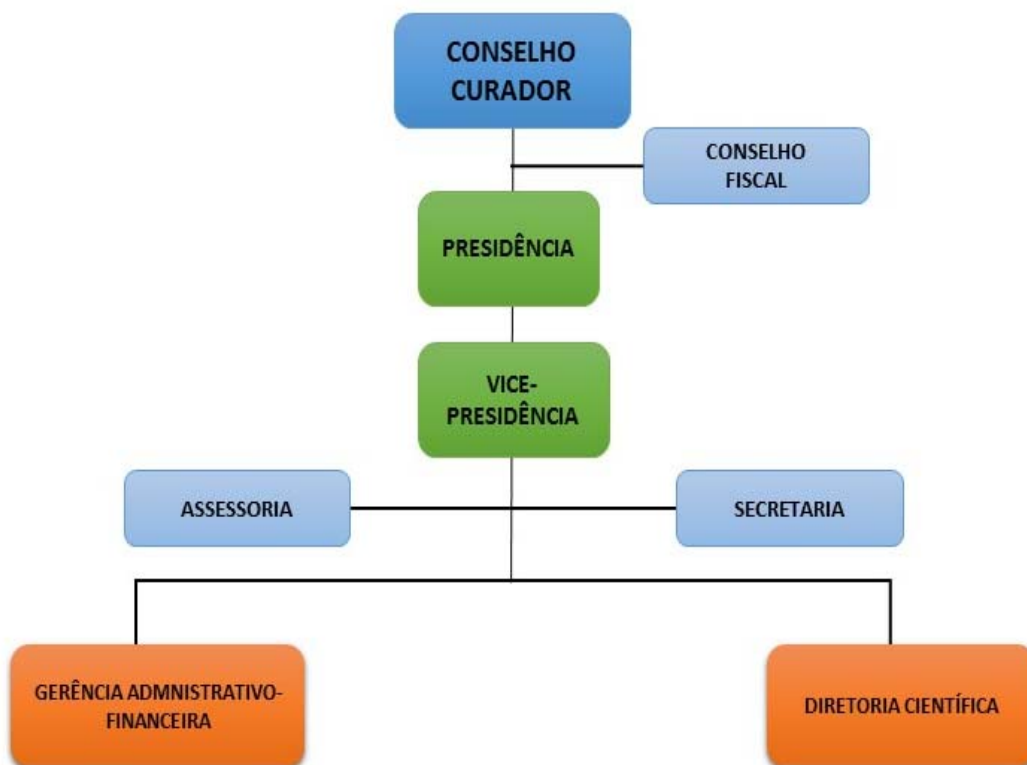 CONSELHO
CURADOR
CONSELHO
FISCAL
PRESIDÊNCIA
VICE-
PRESIDÊNCIA
ASSESSORIA
SECRETARIA
GERÊNCIA ADMNISTRATIVO-
FINANCEIRA
DIRETORIA CIENTÍFICA